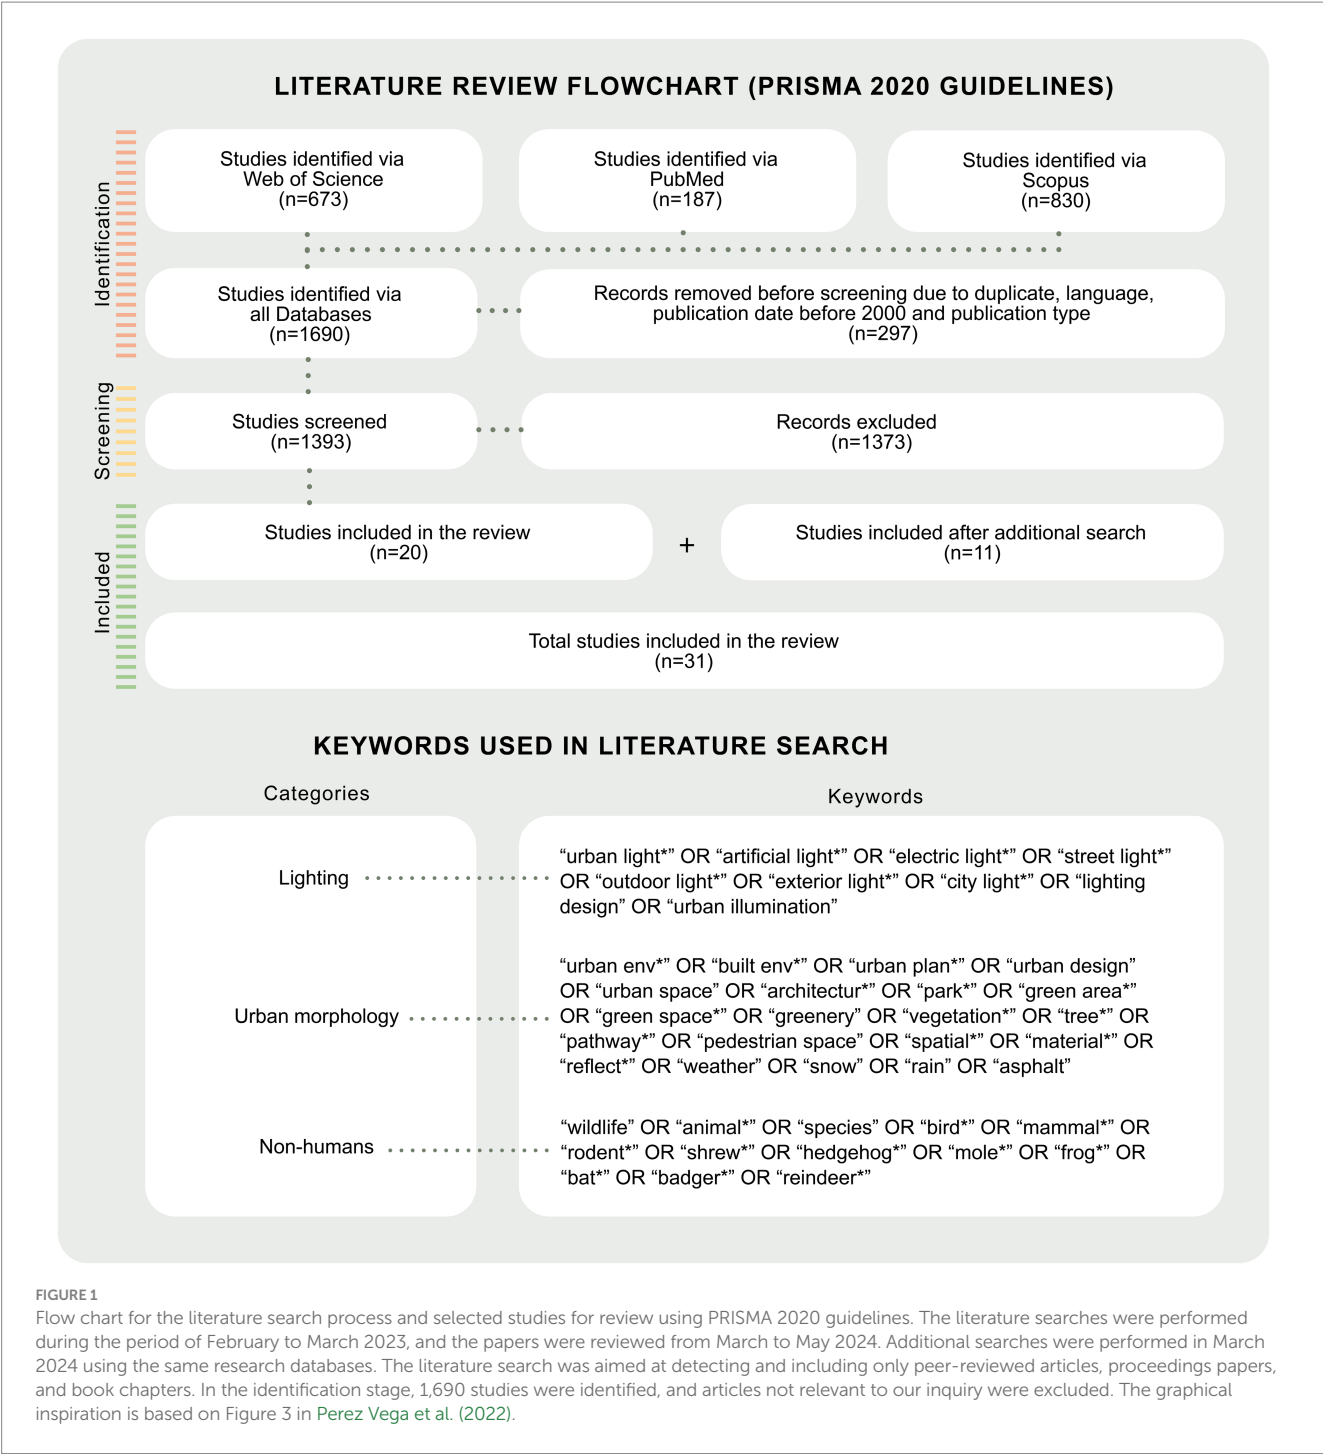 LITERATURE REVIEW FLOWCHART (PRISMA 2020 GUIDELINES)
Identification
Studies identified via
Web of Science
(n=673)
Studies identified via
PubMed
(n=187)
Studies identified via
Scopus
(n=830)
Studies identified via
all Databases
(n=1690)
Records removed before screening due to duplicate, language,
publication date before 2000 and publication type
(n=297)
Screening
Studies screened
(n=1393)
Records excluded
(n=1373)
Included
Studies included in the review
(n=20)
+
Studies included after additional search
(n=11)
Total studies included in the review
(n=31)
KEYWORDS USED IN LITERATURE SEARCH
Categories
Keywords
Lighting
“urban light*” OR “artificial light*” OR “electric light*” OR “street light*”
OR “outdoor light*” OR “exterior light*” OR “city light*” OR “lighting
design” OR “urban illumination”
Urban morphology
“urban env*” OR “built env*” OR “urban plan*” OR “urban design”
OR “urban space” OR “architectur*” OR “park*” OR “green area*”
OR “green space*” OR “greenery” OR “vegetation*” OR “tree*” OR
“pathway*” OR “pedestrian space” OR “spatial*” OR “material*” OR
“reflect*” OR “weather” OR “snow” OR “rain” OR “asphalt”
Non-humans
“wildlife” OR “animal*” OR “species” OR “bird*” OR “mammal*” OR
“rodent*” OR “shrew*” OR “hedgehog*” OR “mole*” OR “frog*” OR
“bat*” OR “badger*” OR “reindeer*”
FIGURE 1
Flow chart for the literature search process and selected studies for review using PRISMA 2020 guidelines. The literature searches were performed
during the period of February to March 2023, and the papers were reviewed from March to May 2024. Additional searches were performed in March
2024 using the same research databases. The literature search was aimed at detecting and including only peer-reviewed articles, proceedings papers,
and book chapters. In the identification stage, 1,690 studies were identified, and articles not relevant to our inquiry were excluded. The graphical
inspiration is based on Figure 3 in Perez Vega et al. (2022).